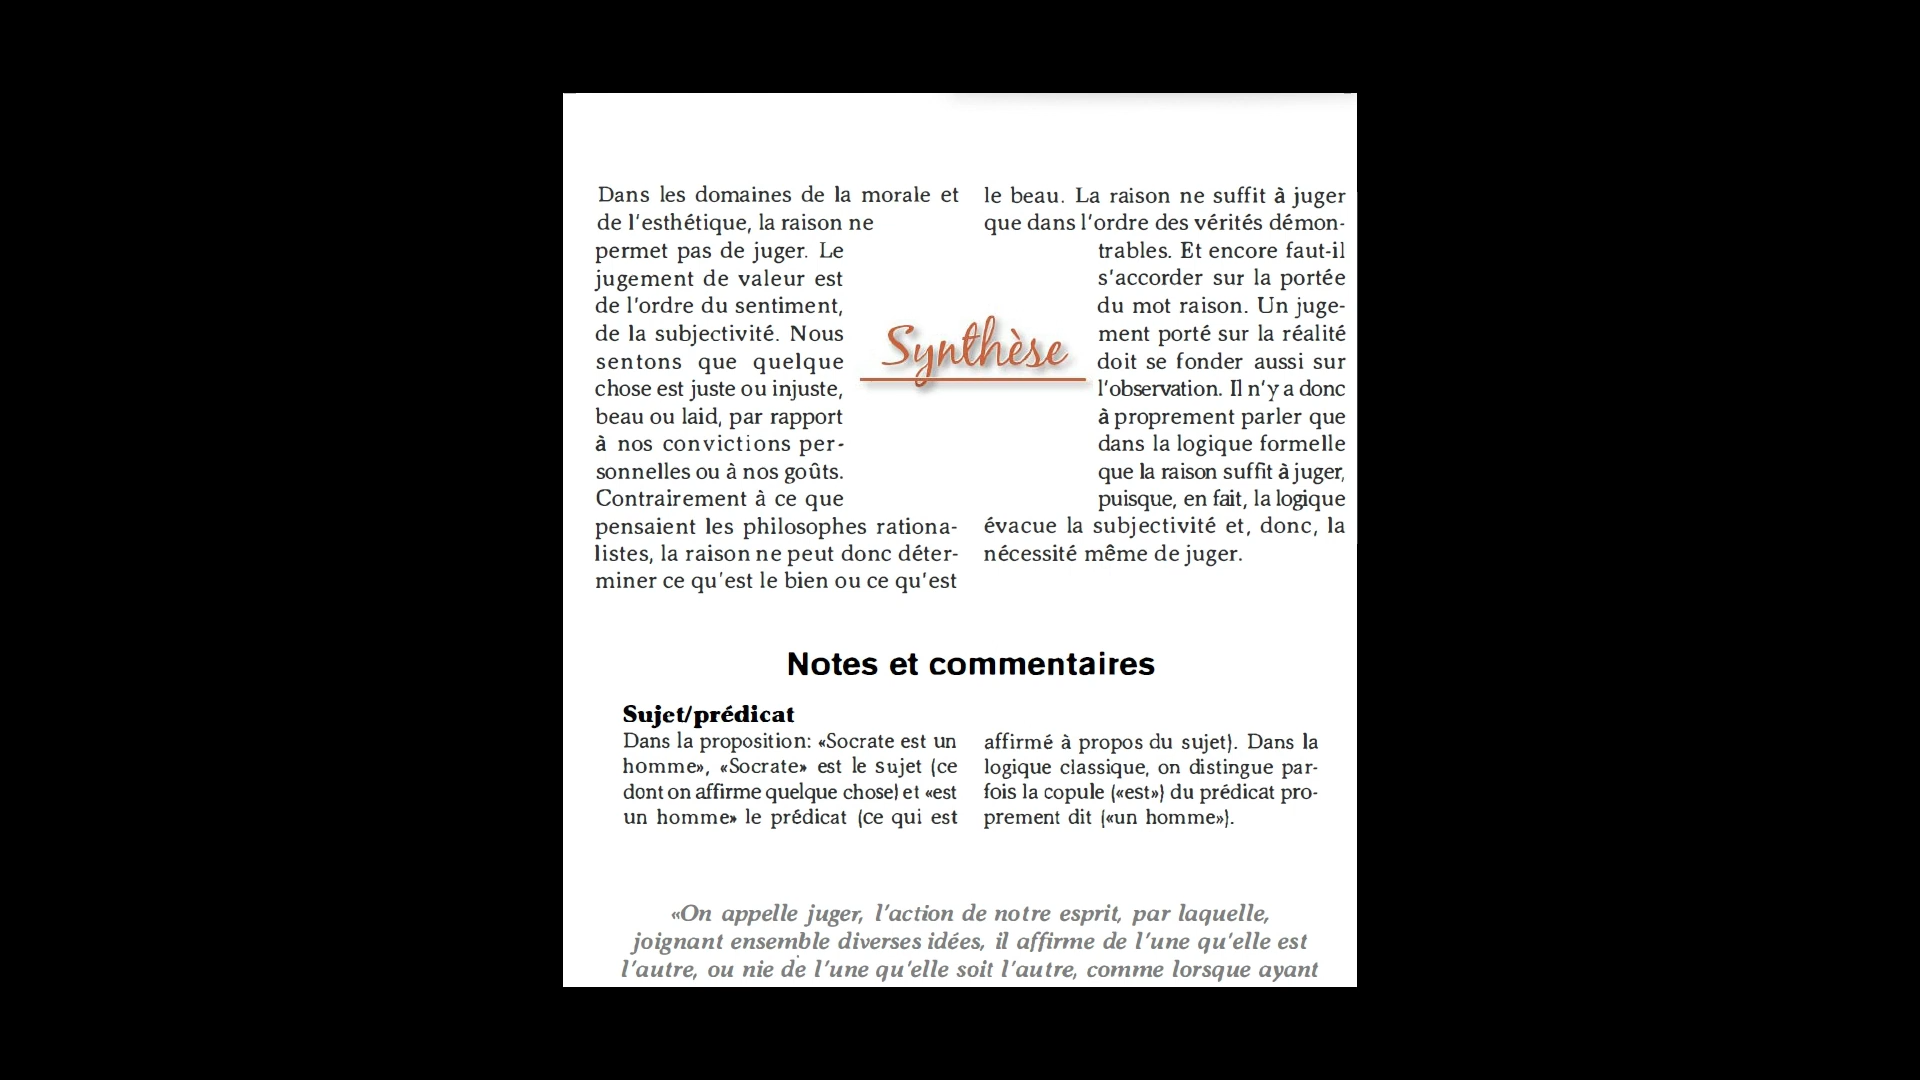 Dans les domaines de la morale et
de l'esthétique, la raison ne
permet pas de juger. Le
jugement de valeur est
de l'ordre du sentiment,
de la subjectivité. Nous
sentons que quelque
chose est juste ou injuste,
beau ou laid, par rapport
à nos convictions per-
sonnelles ou à nos goûts.
Contrairement à ce que
pensaient les philosophes rationa-
listes, la raison ne peut donc déter-
miner ce qu'est le bien ou ce qu'est
Synthèse
le beau. La raison ne suffit à juger
que dans l'ordre des vérités démon-
trables. Et encore faut-il
s'accorder sur la portée
du mot raison. Un juge-
ment porté sur la réalité
doit se fonder aussi sur
l'observation. Il n'y a donc
à proprement parler que
dans la logique formelle
que la raison suffit à juger,
puisque, en fait, la logique
évacue la subjectivité et, donc, la
nécessité même de juger.
Notes et commentaires
Sujet/prédicat
Dans la proposition: «Socrate est un
homme», «Socrate» est le sujet (ce
dont on affirme quelque chose) et «est
un homme» le prédicat (ce qui est
affirmé à propos du sujet). Dans la
logique classique, on distingue par-
fois la copule («est») du prédicat pro-
prement dit («un homme»).
«On appelle juger, l'action de notre esprit, par laquelle,
joignant ensemble diverses idées, il affirme de l'une qu'elle est
l'autre, ou nie de l'une qu'elle soit l'autre, comme lorsque ayant